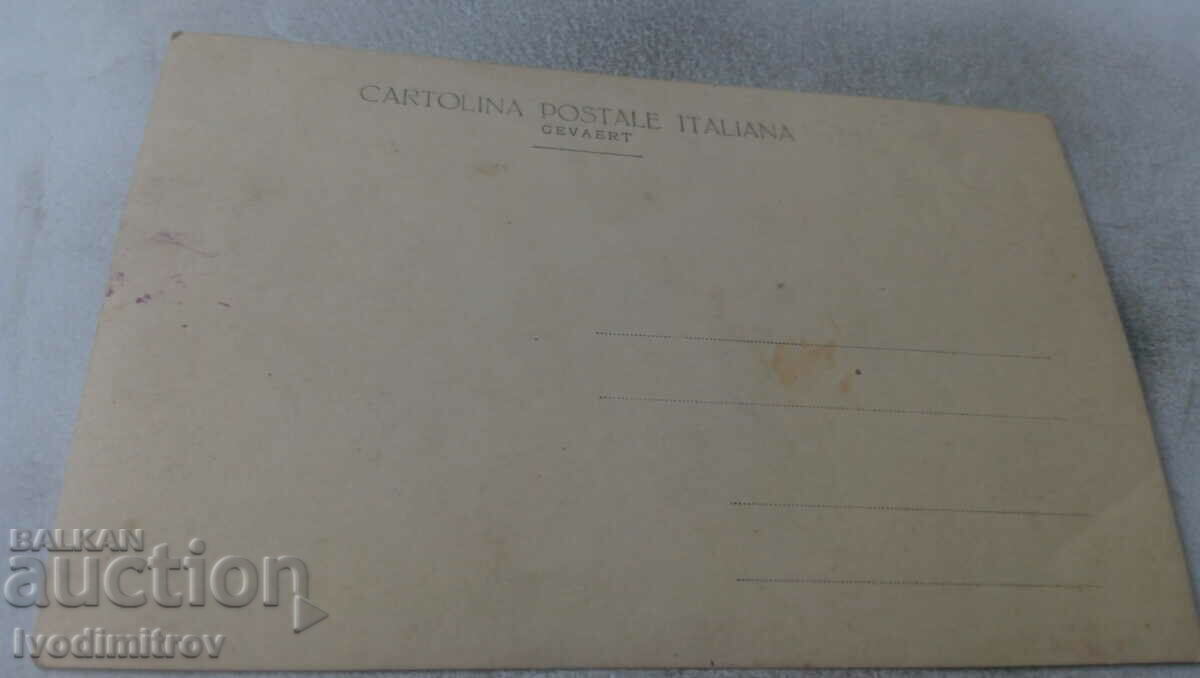 CARTOLINA POSTALE ITALIANA
GEVAERT
BALKAN
auction
Ivodimitrov